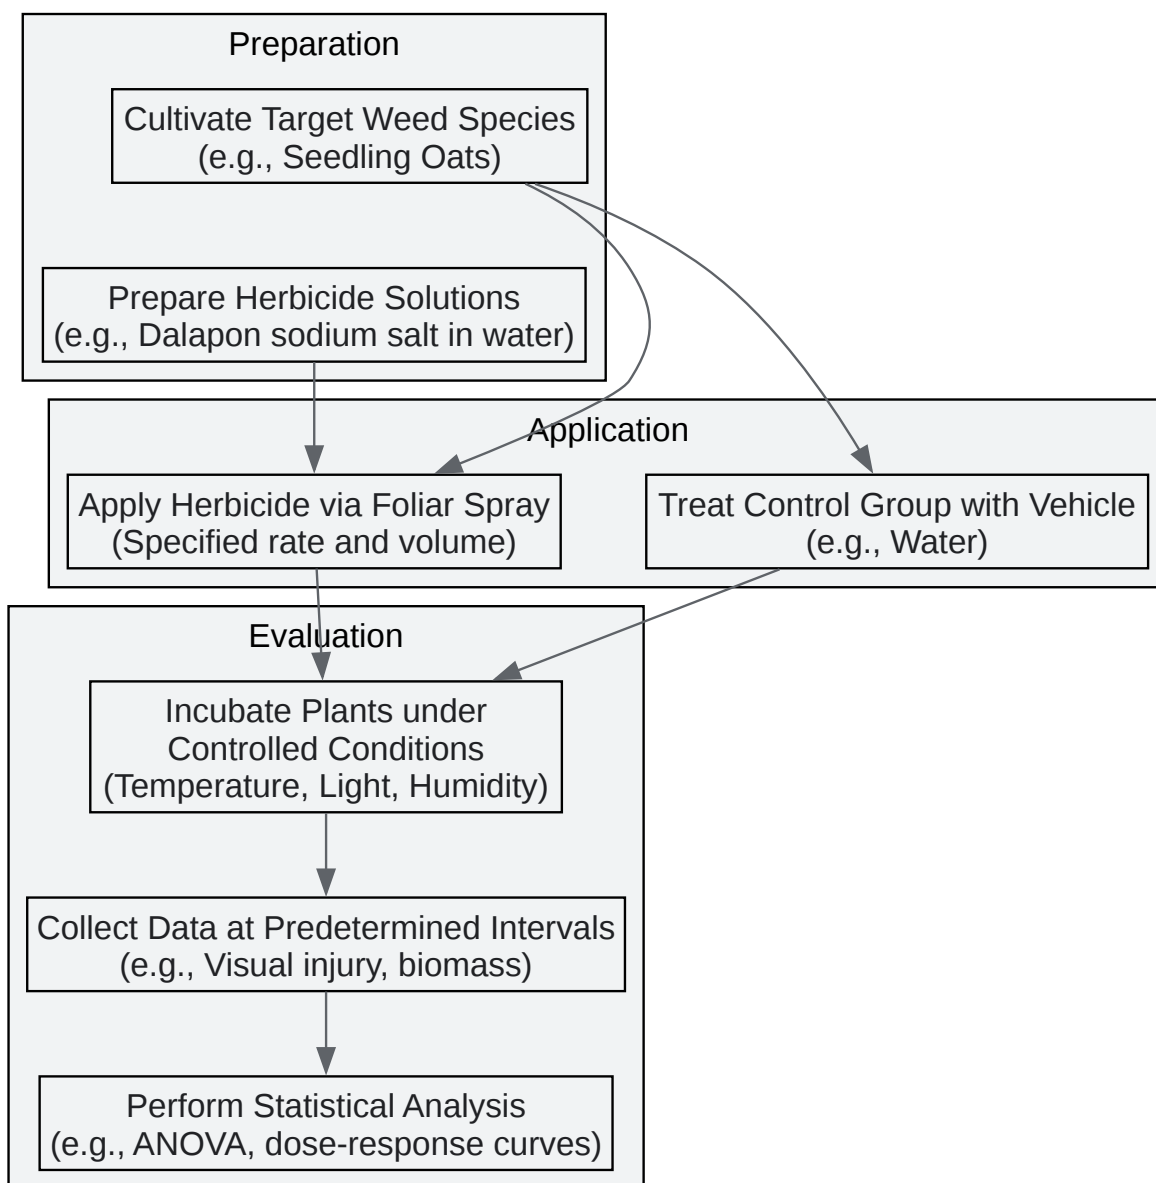 Preparation
Cultivate Target Weed Species
(e.g., Seedling Oats)
Prepare Herbicide Solutions
(e.g., Dalapon sodium salt in water)
Application
Apply Herbicide via Foliar Spray
(Specified rate and volume)
Treat Control Group with Vehicle
(e.g., Water)
Evaluation
Incubate Plants under
Controlled Conditions
(Temperature, Light, Humidity)
Collect Data at Predetermined Intervals
(e.g., Visual injury, biomass)
Perform Statistical Analysis
(e.g., ANOVA, dose-response curves)